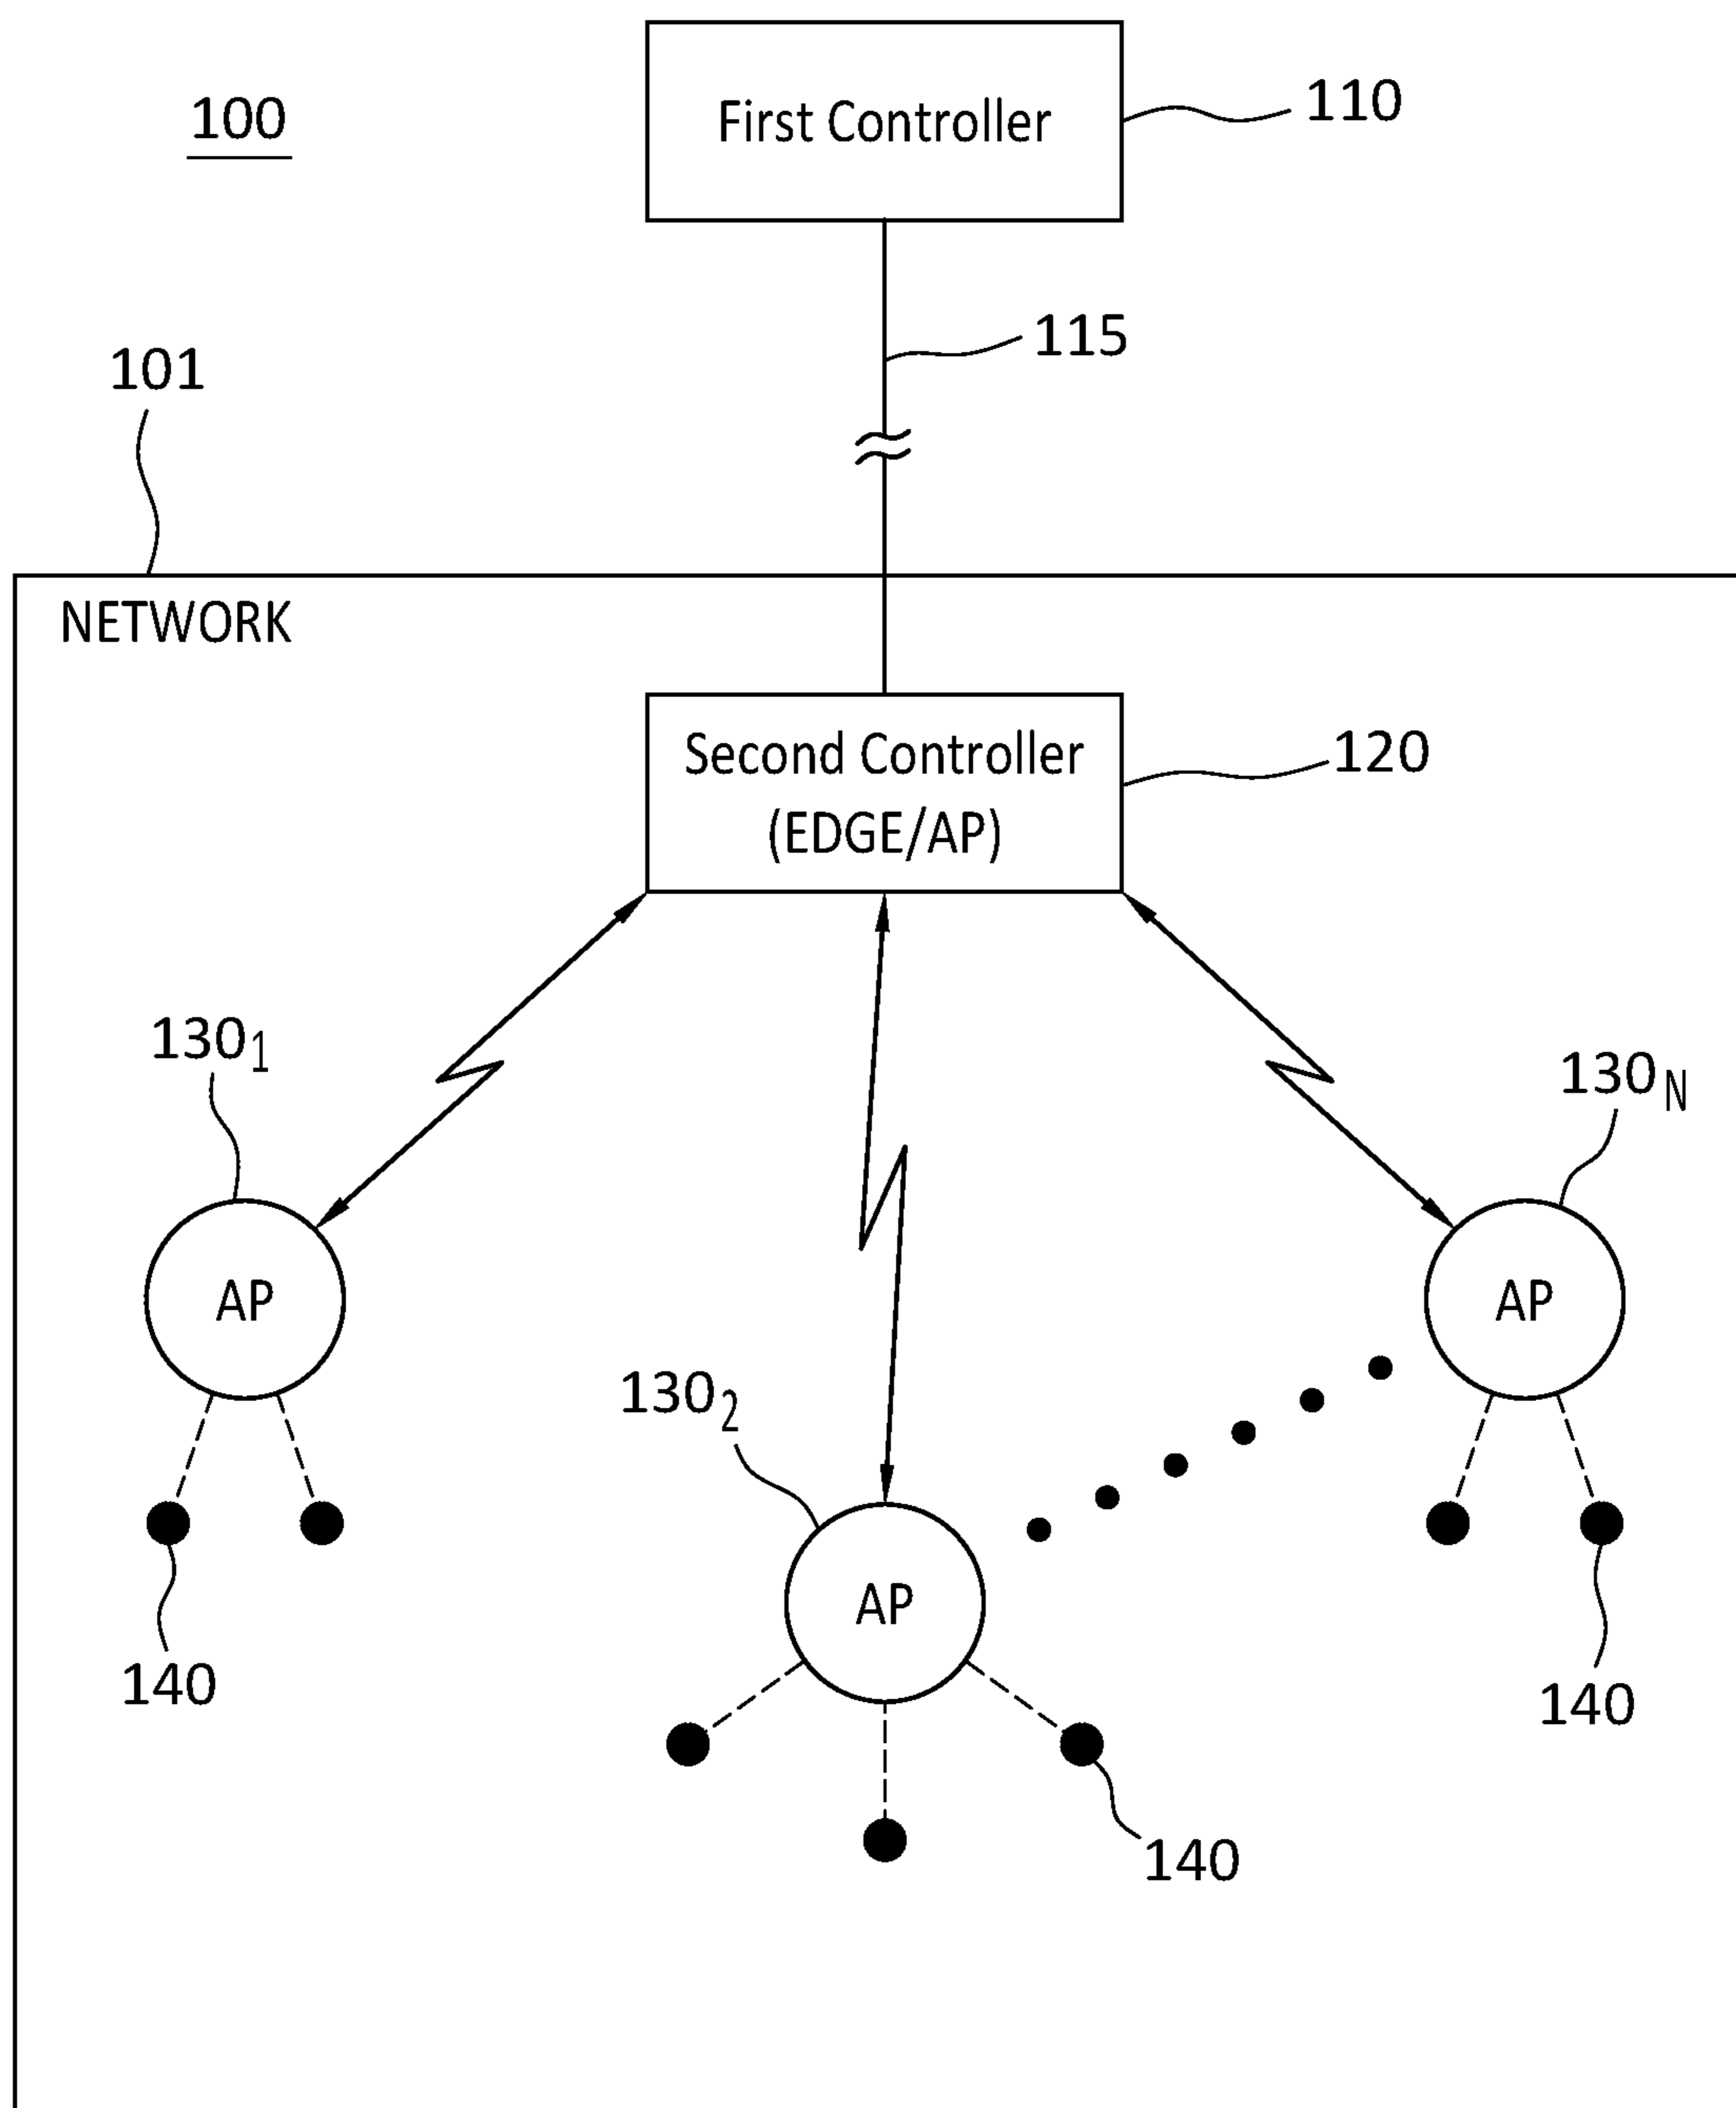 First Controller
110
100
115
101
NETWORK
Second Controller
(EDGE/AP)
120
130₁
130N
AP
AP
130₂
AP
140
140
140